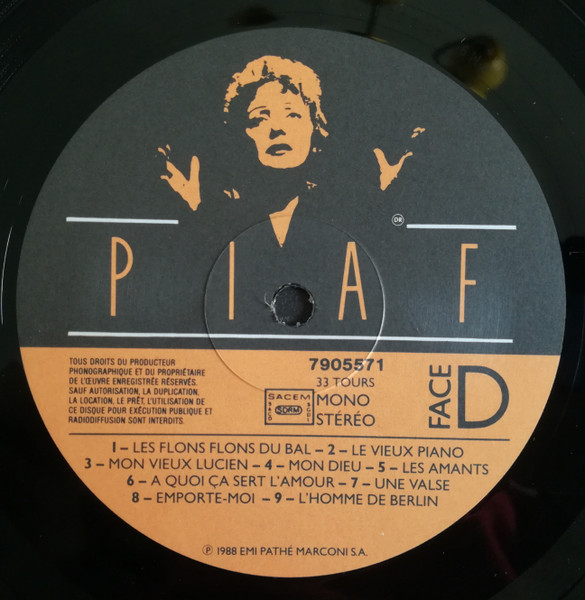 DR
PIAF
TOUS DROITS DU PRODUCTEUR
PHONOGRAPHIQUE ET DU PROPRIÉTAIRE
DE L'ŒUVRE ENREGISTRÉE RÉSERVÉS.
SAUF AUTORISATION, LA DUPLICATION,
LA LOCATION, LE PRÊT, L'UTILISATION DE
CE DISQUE POUR EXÉCUTION PUBLIQUE ET
RADIODIFFUSION SONT INTERDITS.
7905571
33 TOURS
SACEM
SDRM
MONO
STÉRÉO
FACE D
1 – LES FLONS FLONS DU BAL – 2 – LE VIEUX PIANO
3 – MON VIEUX LUCIEN – 4 – MON DIEU – 5 – LES AMANTS
6 – A QUOI ÇA SERT L'AMOUR – 7 – UNE VALSE
8 – EMPORTE-MOI – 9 – L'HOMME DE BERLIN
℗ 1988 EMI PATHÉ MARCONI S.A.